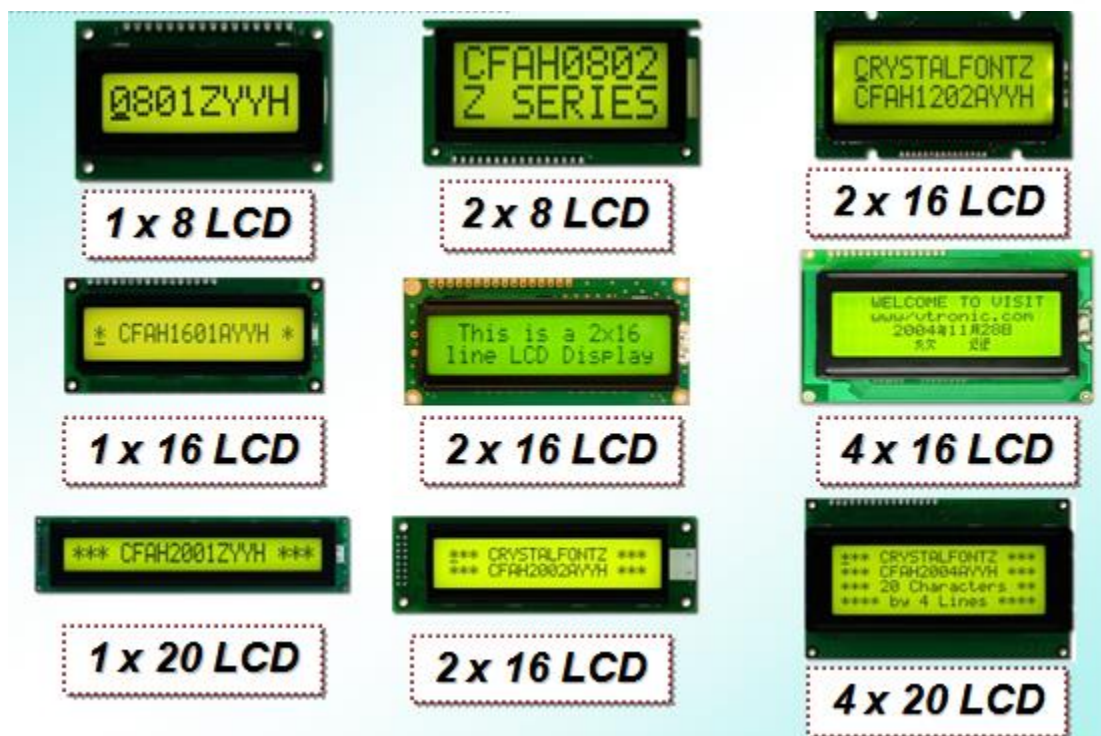 0801ZYYH
1 x 8 LCD
CFAH0802
Z SERIES
2 x 8 LCD
CRYSTALFONTZ
CFAH1202AYYH
2 x 16 LCD
* CFAH1601AYYH *
1 x 16 LCD
This is a 2x16
line LCD Display
2 x 16 LCD
WELCOME TO VISIT
www/vtronic.com
4 x 16 LCD
*** CFAH2001ZYYH ***
1 x 20 LCD
*** CRYSTALFONTZ ***
*** CFAH2002AYYH ***
2 x 16 LCD
*** CRYSTALFONTZ ***
*** CFAH2004AYYH ***
*** 20 Characters **
**** by 4 Lines ****
4 x 20 LCD